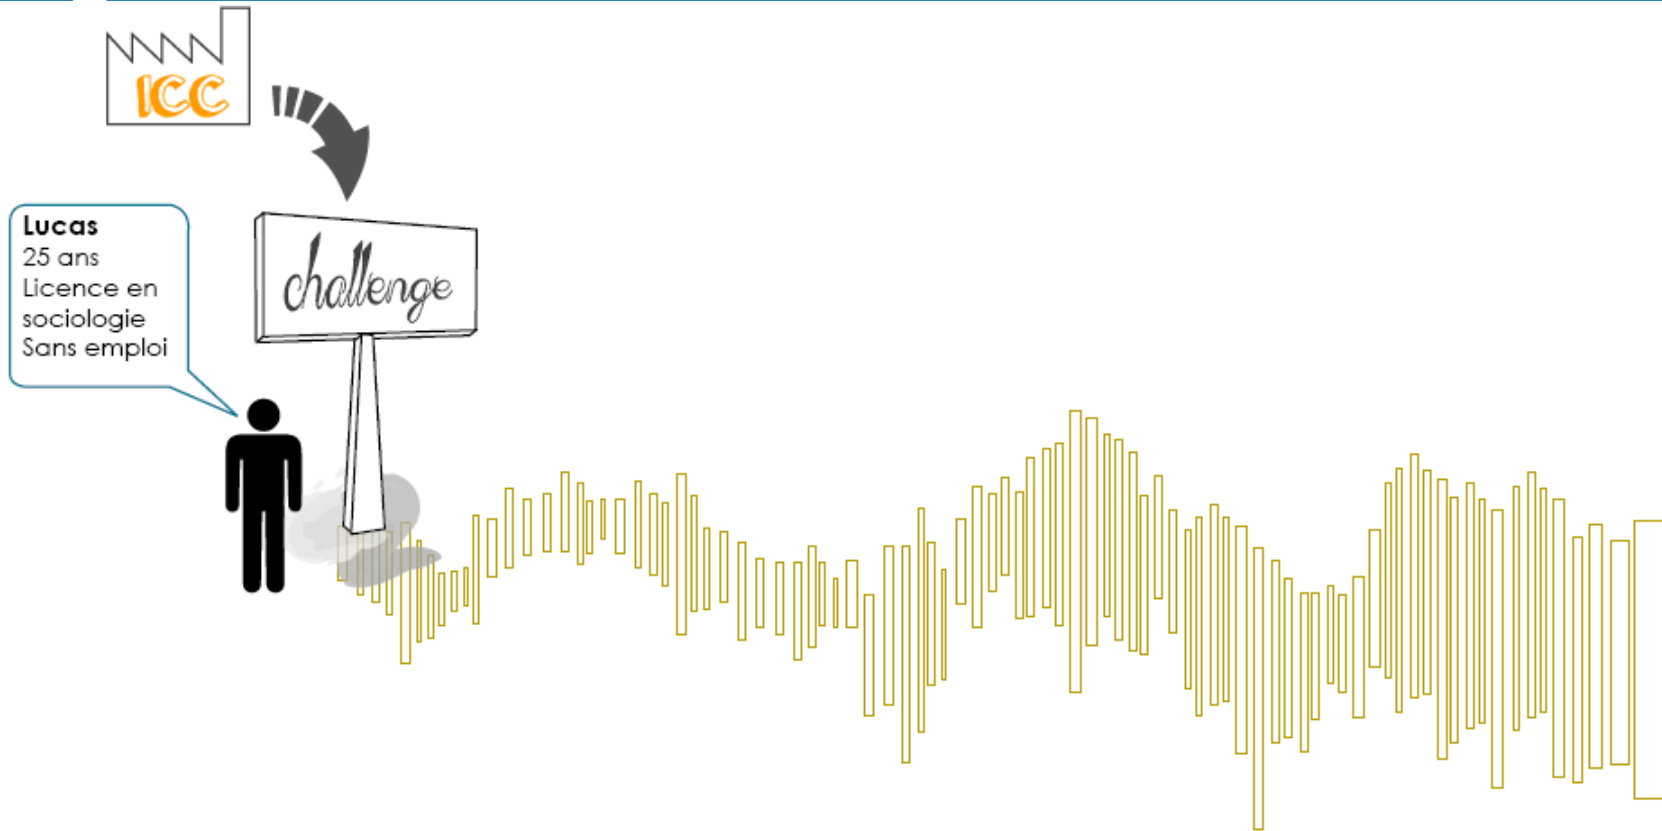 ICC
challenge
Lucas
25 ans
Licence en
sociologie
Sans emploi